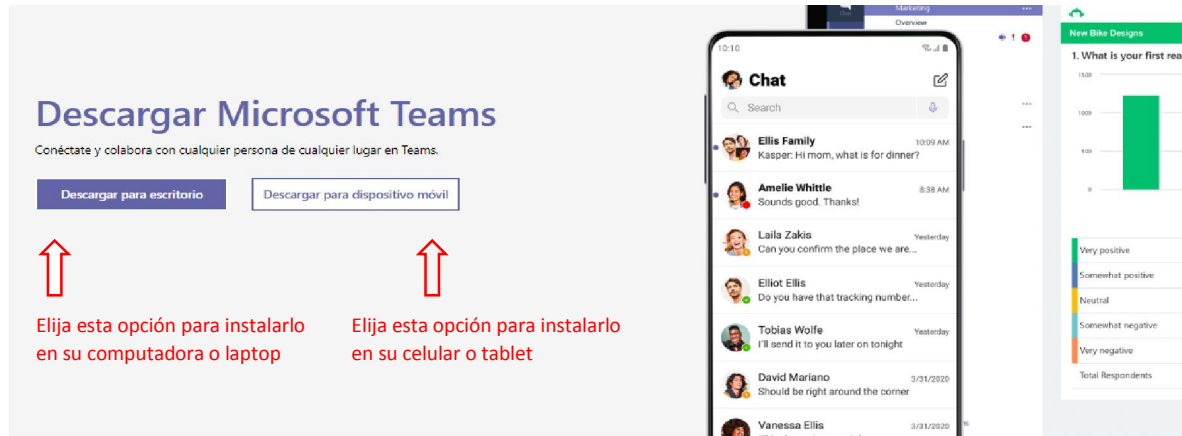 Descargar Microsoft Teams
Conéctate y colabora con cualquier persona de cualquier lugar en Teams.
Descargar para escritorio
Descargar para dispositivo móvil
Elija esta opción para instalarlo
en su computadora o laptop
Elija esta opción para instalarlo
en su celular o tablet
Chat
Marketing
Overview
10:10
Chat
Search
Ellis Family 10:09 AM
Kasper: Hi mom, what is for dinner?
Amelie Whittle 8:38 AM
Sounds good. Thanks!
Laila Zakis Yesterday
Can you confirm the place we are...
Elliot Ellis Yesterday
Do you have that tracking number...
Tobias Wolfe Yesterday
I'll send it to you later on tonight
David Mariano 3/31/2020
Should be right around the corner
Vanessa Ellis 3/31/2020
New Bike Designs
1. What is your first rea
1500
1000
500
0
Very positive
Somewhat positive
Neutral
Somewhat negative
Very negative
Total Respondents